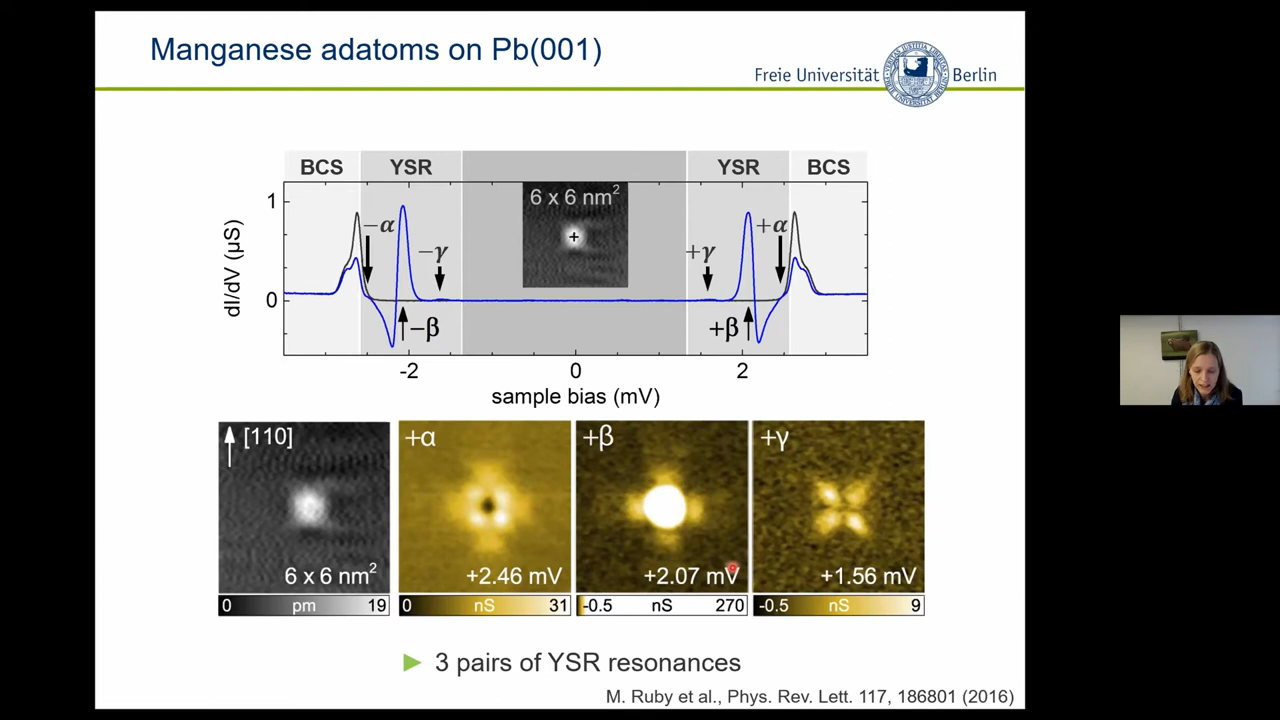 Manganese adatoms on Pb(001)
Freie Universität Berlin
BCS YSR YSR BCS
6 x 6 nm²
1
−α −γ +γ +α
dI/dV (µS)
0
−β +β
-2 0 2
sample bias (mV)
[110] +α +β +γ
6 x 6 nm² +2.46 mV +2.07 mV +1.56 mV
0 pm 19 0 nS 31 -0.5 nS 270 -0.5 nS 9
3 pairs of YSR resonances
M. Ruby et al., Phys. Rev. Lett. 117, 186801 (2016)